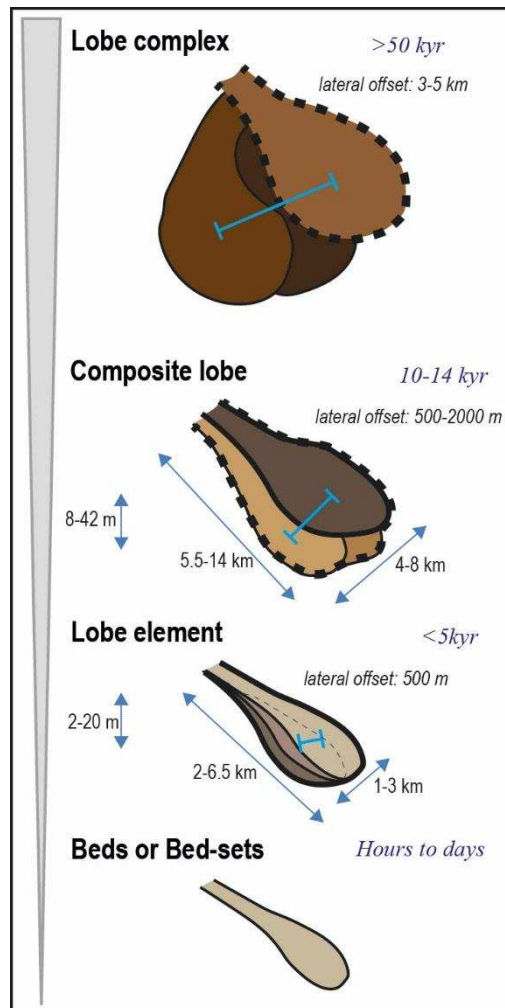 Lobe complex
>50 kyr
lateral offset: 3-5 km
Composite lobe
10-14 kyr
lateral offset: 500-2000 m
8-42 m
5.5-14 km
4-8 km
Lobe element
<5kyr
lateral offset: 500 m
2-20 m
2-6.5 km
1-3 km
Beds or Bed-sets
Hours to days